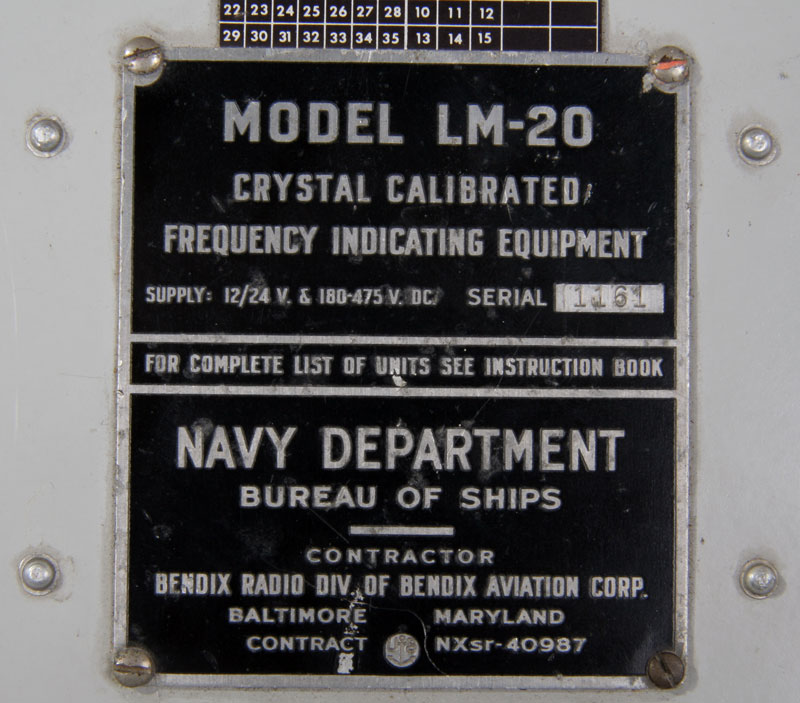 22 23 24 25 26 27 28 10 11 12
29 30 31 32 33 34 35 13 14 15
MODEL LM-20
CRYSTAL CALIBRATED
FREQUENCY INDICATING EQUIPMENT
SUPPLY: 12/24 V. & 180-475 V. DC. SERIAL 1161
FOR COMPLETE LIST OF UNITS SEE INSTRUCTION BOOK
NAVY DEPARTMENT
BUREAU OF SHIPS
CONTRACTOR
BENDIX RADIO DIV. OF BENDIX AVIATION CORP.
BALTIMORE MARYLAND
CONTRACT NXsr-40987